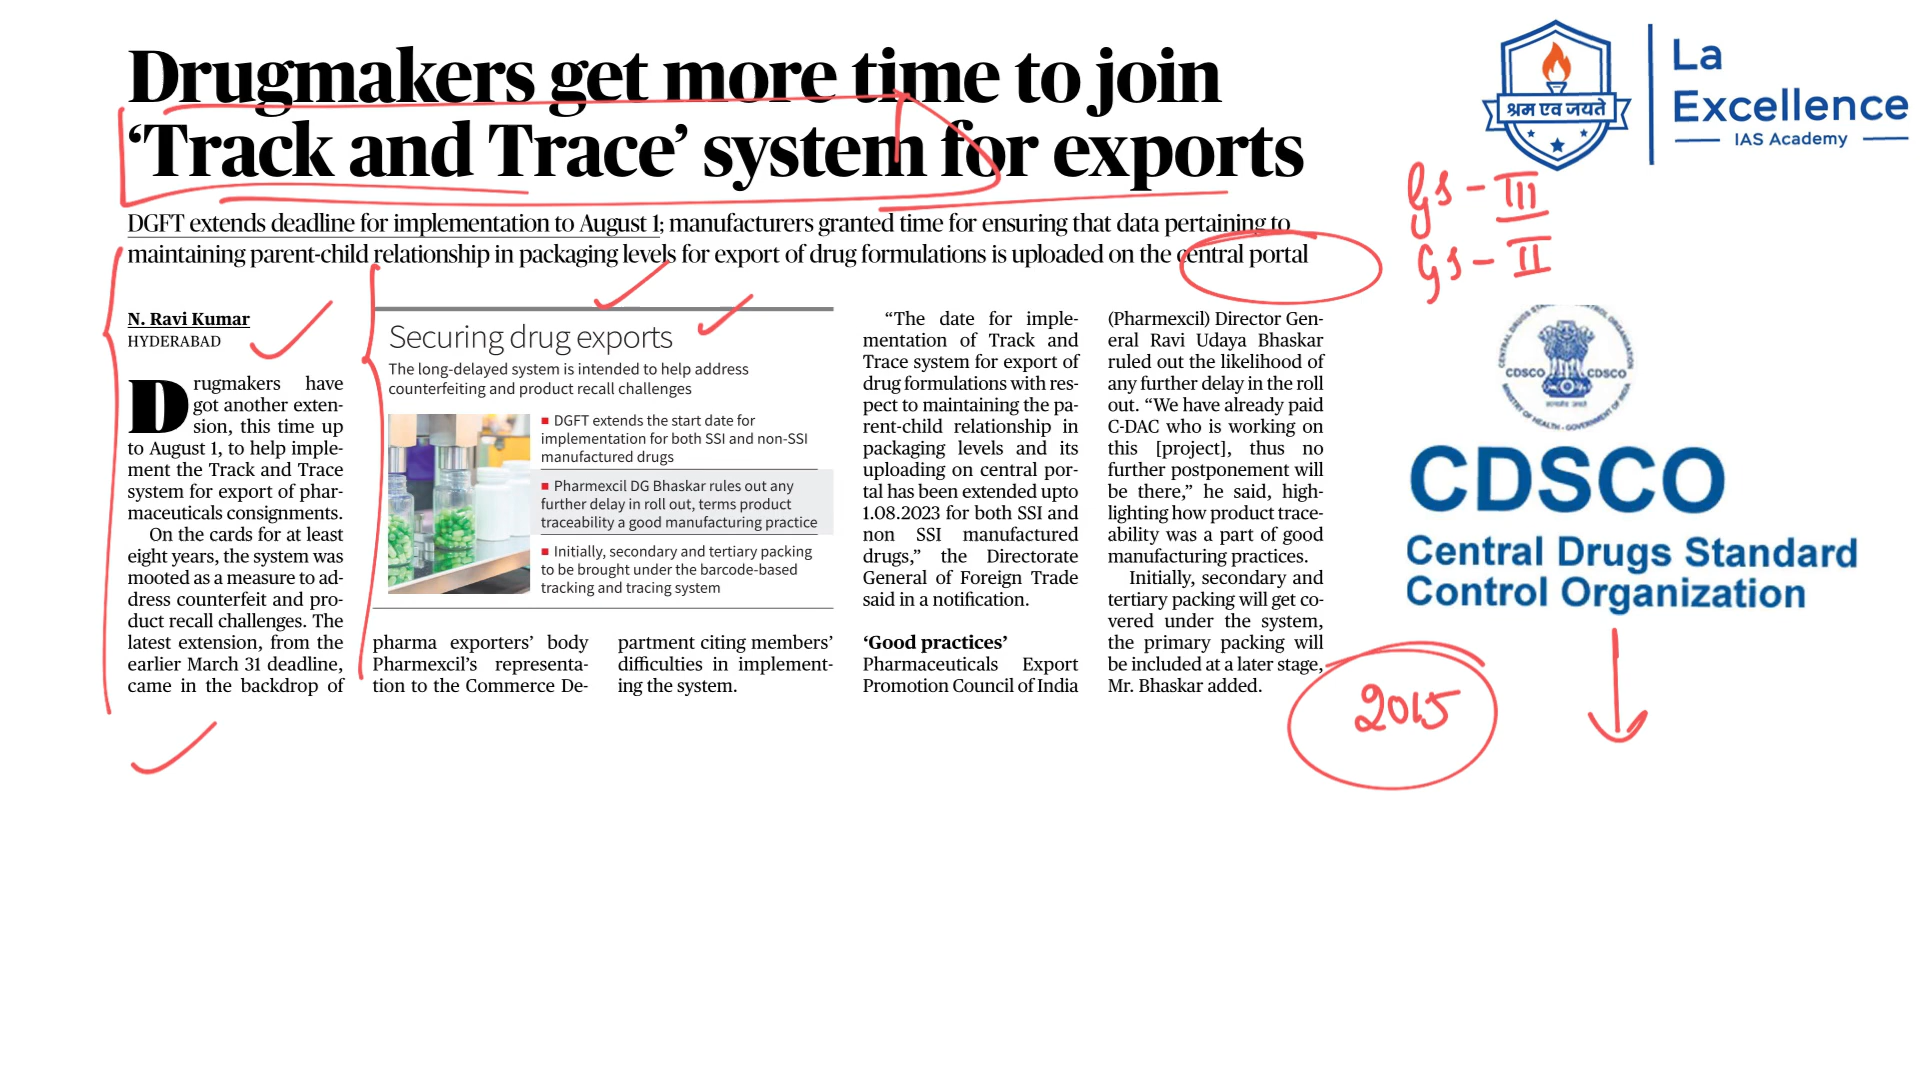 Drugmakers get more time to join
‘Track and Trace’ system for exports
DGFT extends deadline for implementation to August 1; manufacturers granted time for ensuring that data pertaining to
maintaining parent-child relationship in packaging levels for export of drug formulations is uploaded on the central portal
N. Ravi Kumar
HYDERABAD
Drugmakers have
got another exten-
sion, this time up
to August 1, to help imple-
ment the Track and Trace
system for export of phar-
maceuticals consignments.
On the cards for at least
eight years, the system was
mooted as a measure to ad-
dress counterfeit and pro-
duct recall challenges. The
latest extension, from the
earlier March 31 deadline,
came in the backdrop of
Securing drug exports
The long-delayed system is intended to help address
counterfeiting and product recall challenges
■ DGFT extends the start date for
implementation for both SSI and non-SSI
manufactured drugs
■ Pharmexcil DG Bhaskar rules out any
further delay in roll out, terms product
traceability a good manufacturing practice
■ Initially, secondary and tertiary packing
to be brought under the barcode-based
tracking and tracing system
pharma exporters’ body
Pharmexcil’s representa-
tion to the Commerce De-
partment citing members’
difficulties in implement-
ing the system.
“The date for imple-
mentation of Track and
Trace system for export of
drug formulations with res-
pect to maintaining the pa-
rent-child relationship in
packaging levels and its
uploading on central por-
tal has been extended upto
1.08.2023 for both SSI and
non SSI manufactured
drugs,” the Directorate
General of Foreign Trade
said in a notification.
‘Good practices’
Pharmaceuticals Export
Promotion Council of India
(Pharmexcil) Director Gen-
eral Ravi Udaya Bhaskar
ruled out the likelihood of
any further delay in the roll
out. “We have already paid
C-DAC who is working on
this [project], thus no
further postponement will
be there,” he said, high-
lighting how product trace-
ability was a part of good
manufacturing practices.
Initially, secondary and
tertiary packing will get co-
vered under the system,
the primary packing will
be included at a later stage,
Mr. Bhaskar added.
श्रम एव जयते
La
Excellence
IAS Academy
GS - III
GS - II
CDSCO CDSCO
CDSCO
Central Drugs Standard
Control Organization
2015